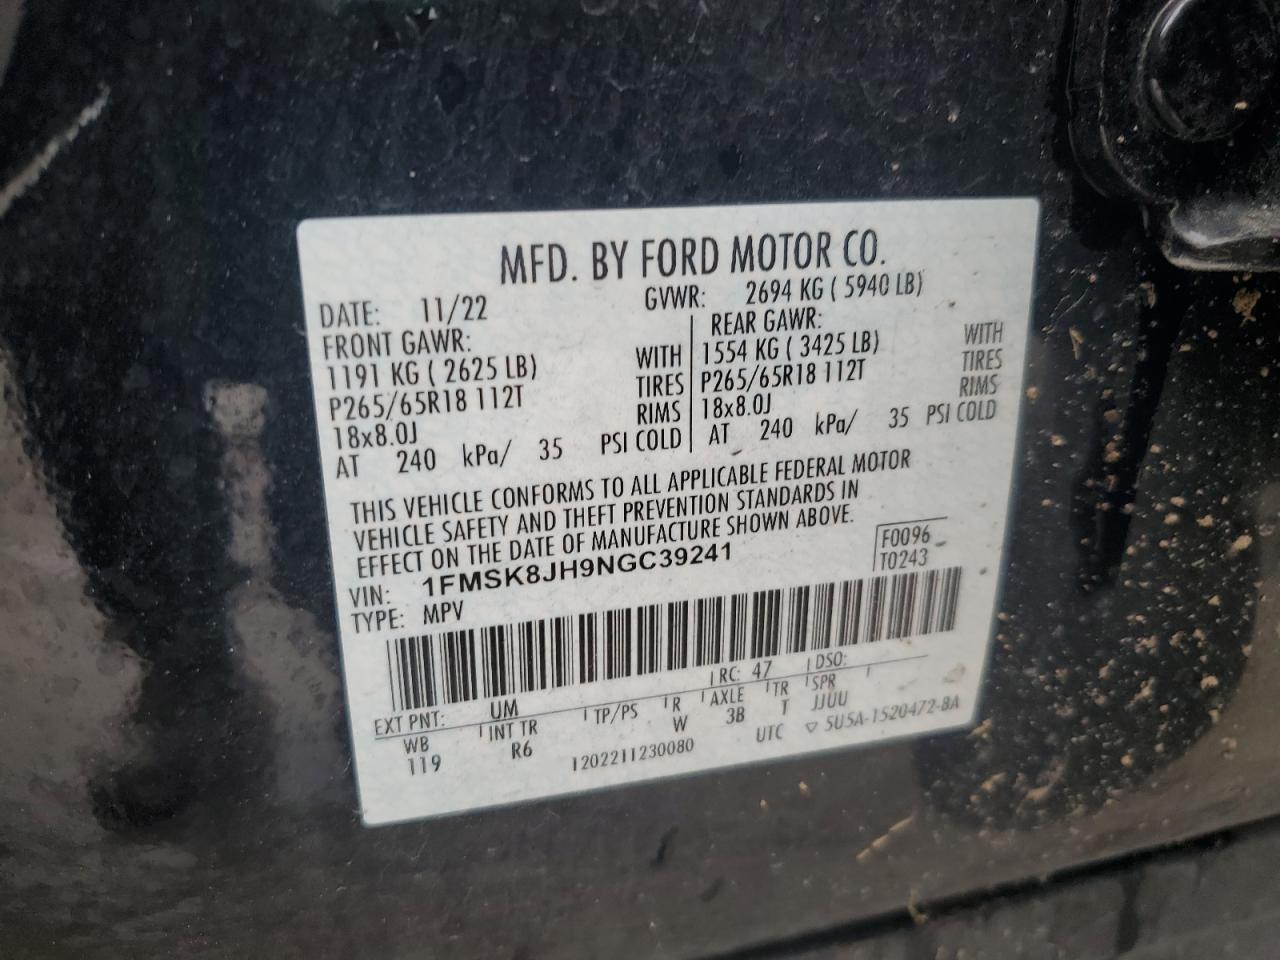 MFD. BY FORD MOTOR CO.
DATE: 11/22 GVWR: 2694 KG ( 5940 LB)
FRONT GAWR: REAR GAWR:
1191 KG ( 2625 LB) WITH 1554 KG ( 3425 LB) WITH
P265/65R18 112T TIRES P265/65R18 112T TIRES
18x8.0J RIMS 18x8.0J RIMS
AT 240 kPa/ 35 PSI COLD AT 240 kPa/ 35 PSI COLD
THIS VEHICLE CONFORMS TO ALL APPLICABLE FEDERAL MOTOR
VEHICLE SAFETY AND THEFT PREVENTION STANDARDS IN
EFFECT ON THE DATE OF MANUFACTURE SHOWN ABOVE.
F0096
T0243
VIN: 1FMSK8JH9NGC39241
TYPE: MPV
EXT PNT: UM RC: 47 DSO:
WB INT TR TP/PS R AXLE TR SPR
119 R6 W 3B T JJUU
1202211230080 UTC ▽ 5U5A-1520472-BA